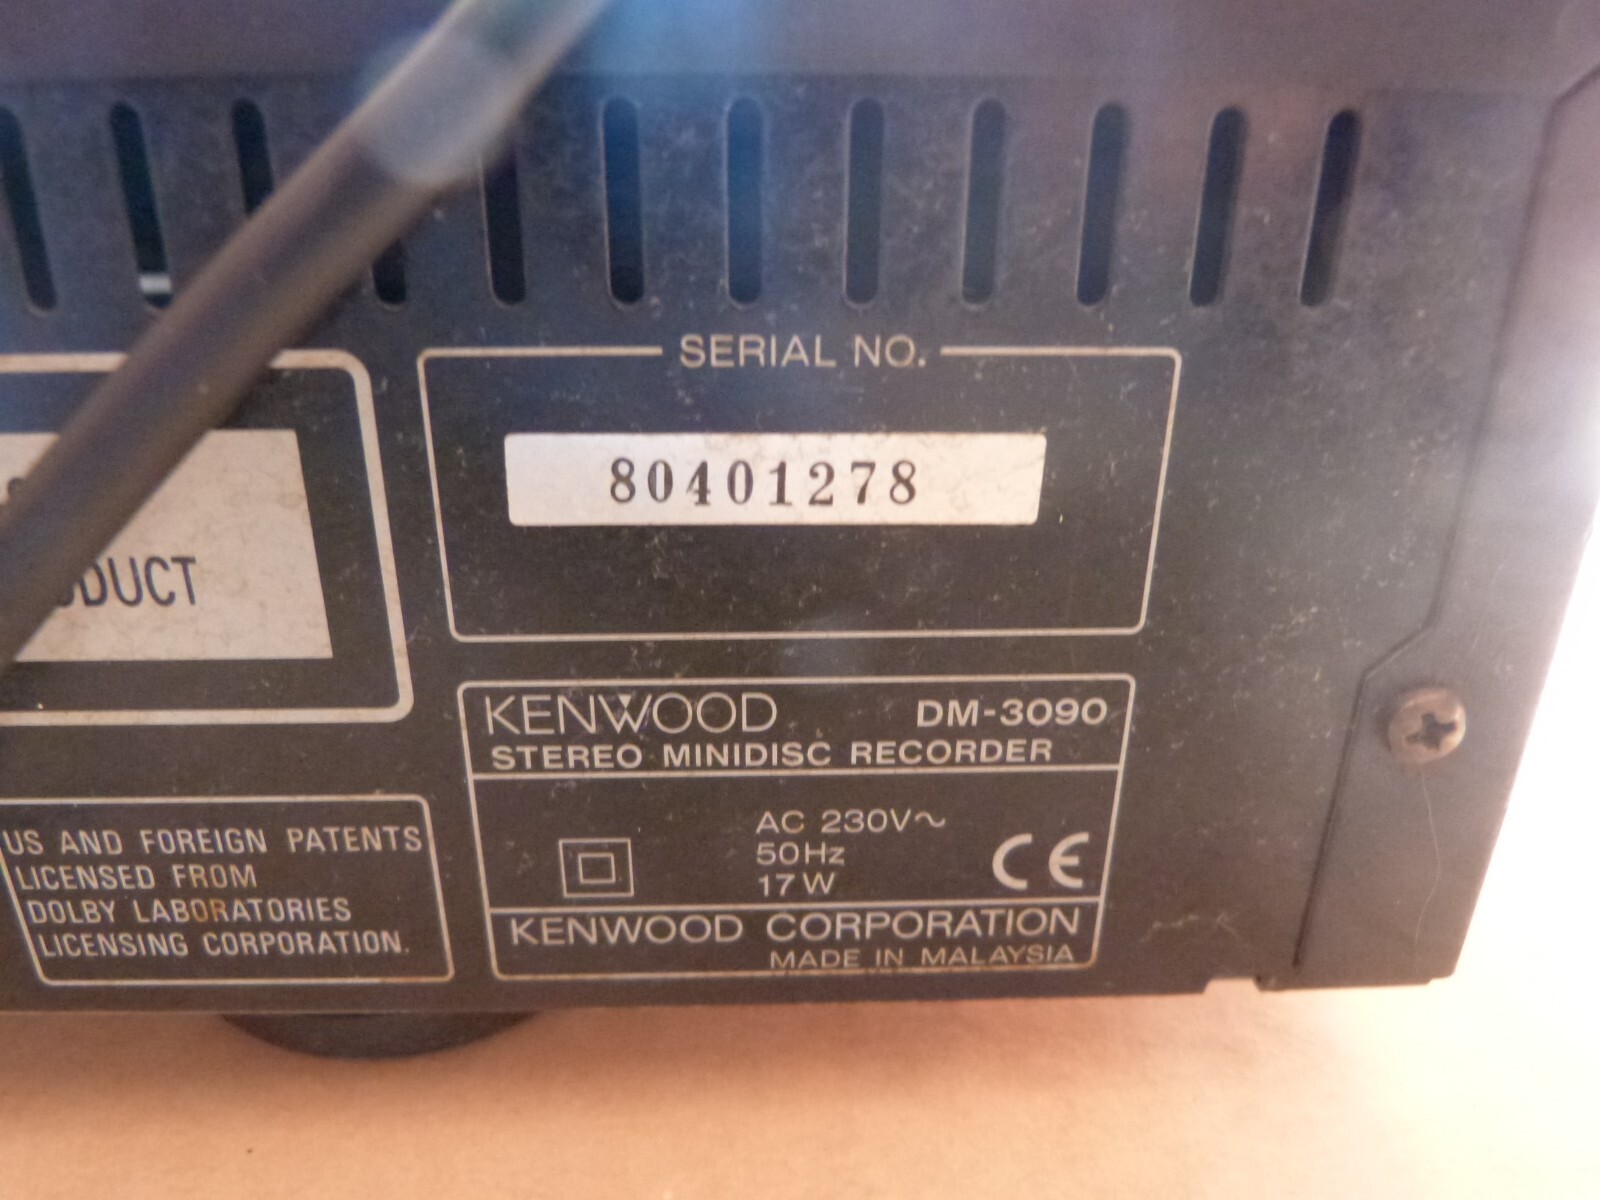 SERIAL NO.
80401278
DUCT
KENWOOD DM-3090
STEREO MINIDISC RECORDER
AC 230V~
50Hz
17W
CE
KENWOOD CORPORATION
MADE IN MALAYSIA
US AND FOREIGN PATENTS
LICENSED FROM
DOLBY LABORATORIES
LICENSING CORPORATION.